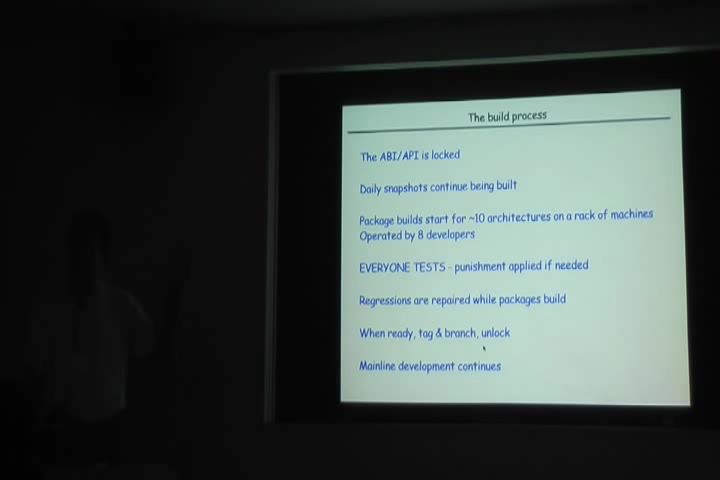 The build process
The ABI/API is locked
Daily snapshots continue being built
Package builds start for ~10 architectures on a rack of machines
Operated by 8 developers
EVERYONE TESTS - punishment applied if needed
Regressions are repaired while packages build
When ready, tag & branch, unlock
Mainline development continues